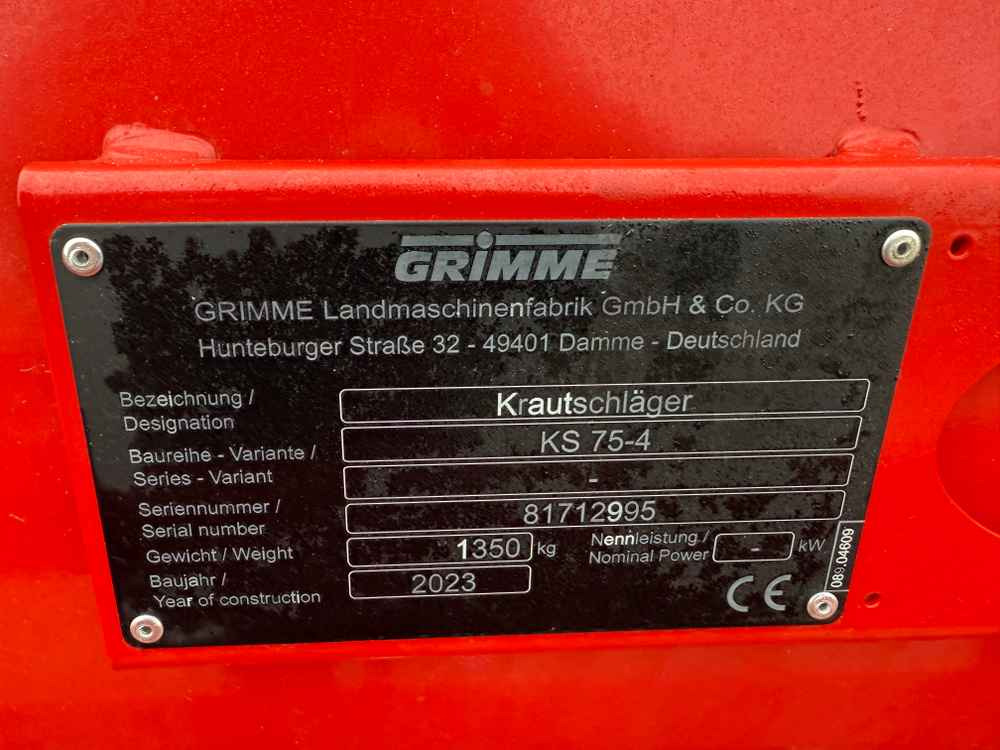 GRIMME
GRIMME Landmaschinenfabrik GmbH & Co. KG
Hunteburger Straße 32 - 49401 Damme - Deutschland
Bezeichnung /
Designation
Krautschläger
Baureihe - Variante /
Series - Variant
KS 75-4
-
Seriennummer /
Serial number
81712995
Gewicht / Weight
1350 kg
Nennleistung /
Nominal Power
- kW
Baujahr /
Year of construction
2023
CE
089.04609